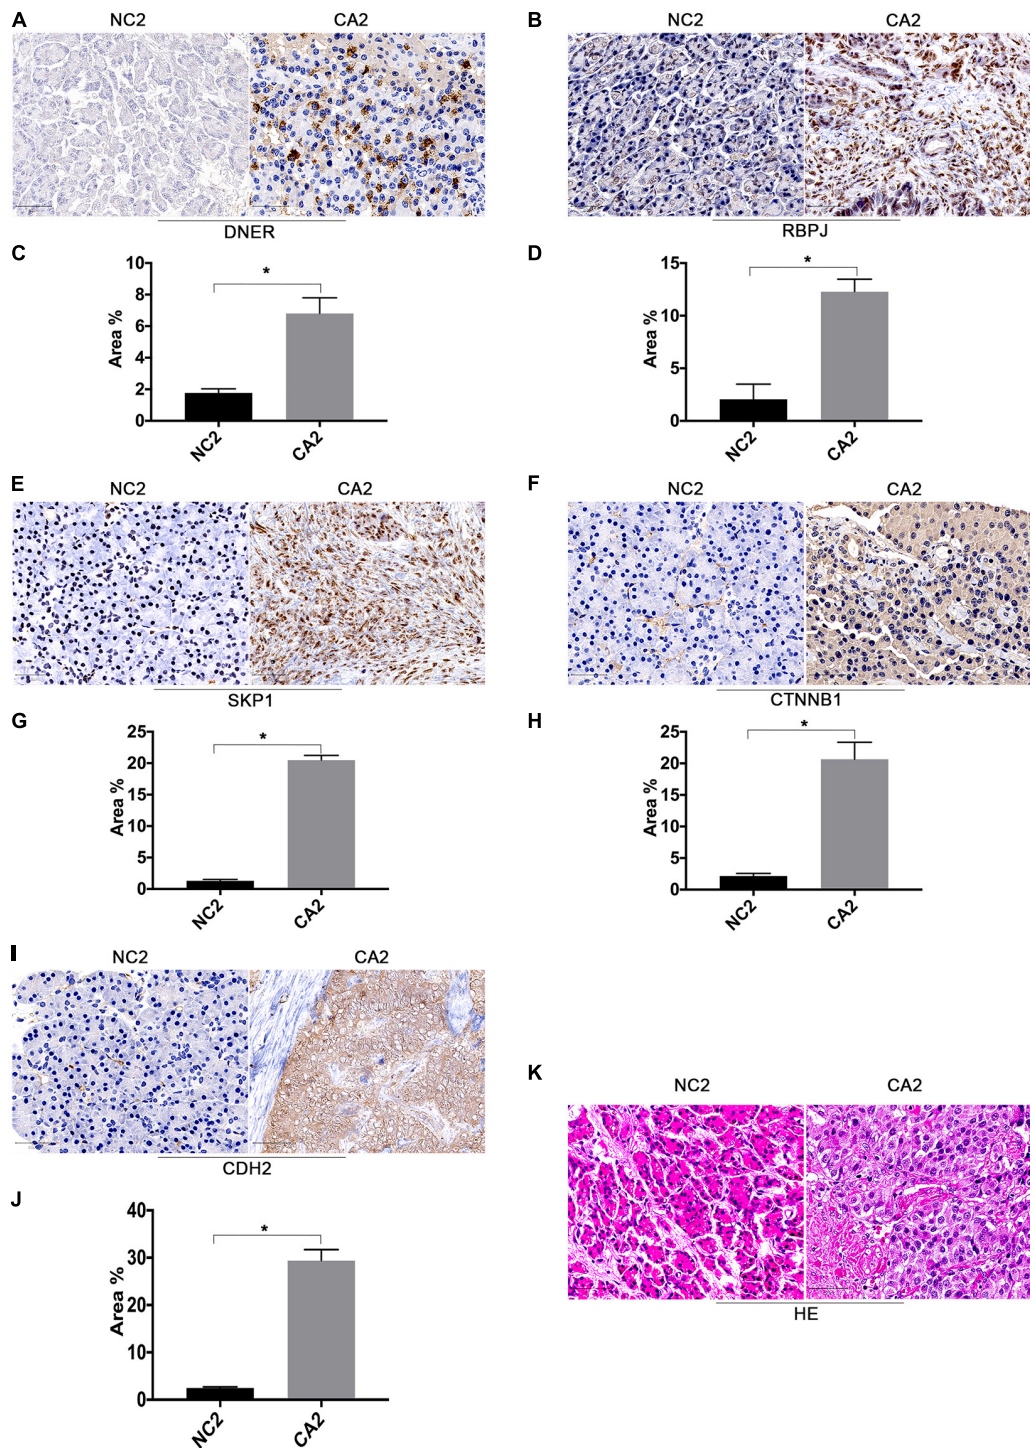 A NC2 CA2
B NC2 CA2
DNER
RBPJ
C
10
8
6
4
2
0
Area %
*
NC2 CA2
D
15
10
5
0
Area %
*
NC2 CA2
E NC2 CA2
F NC2 CA2
SKP1
CTNNB1
G
25
20
15
10
5
0
Area %
*
NC2 CA2
H
25
20
15
10
5
0
Area %
*
NC2 CA2
I NC2 CA2
CDH2
J
40
30
20
10
0
Area %
*
NC2 CA2
K NC2 CA2
HE